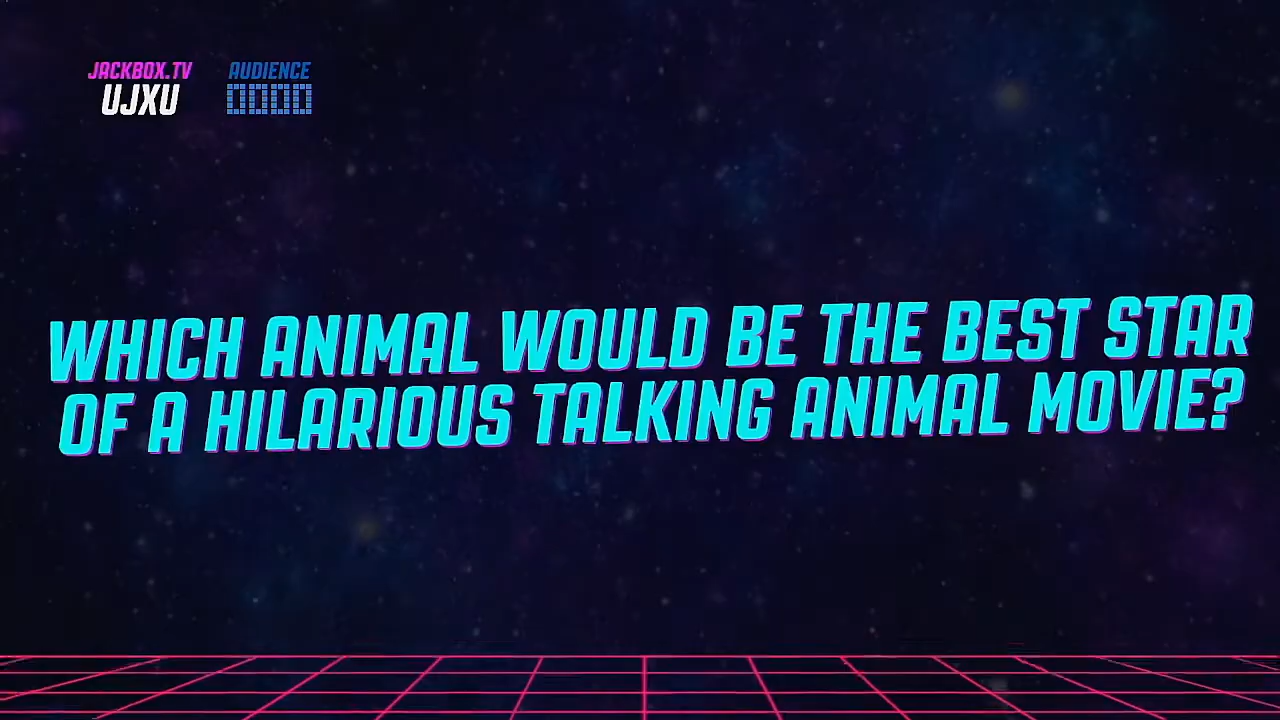 JACKBOX.TV
UJXU
AUDIENCE
0000
WHICH ANIMAL WOULD BE THE BEST STAR
OF A HILARIOUS TALKING ANIMAL MOVIE?